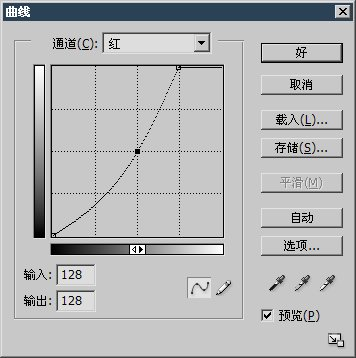 曲线
通道(C): 红
好
取消
载入(L)...
存储(S)...
平滑(M)
自动
选项...
输入: 128
输出: 128
预览(P)